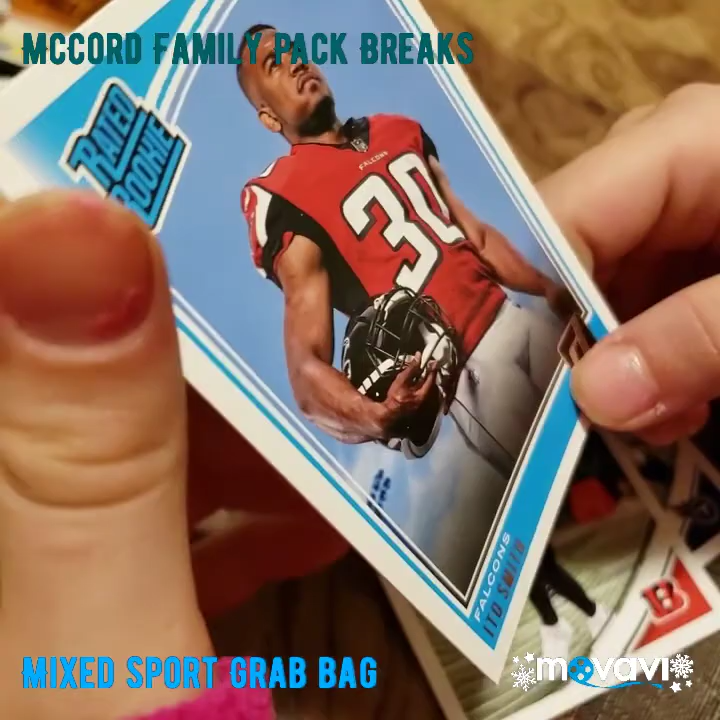 McCord Family Pack Breaks
RATED
ROOKIE
FALCONS
30
FALCONS
ITO SMITH
B
Mixed Sport Grab Bag
movavi